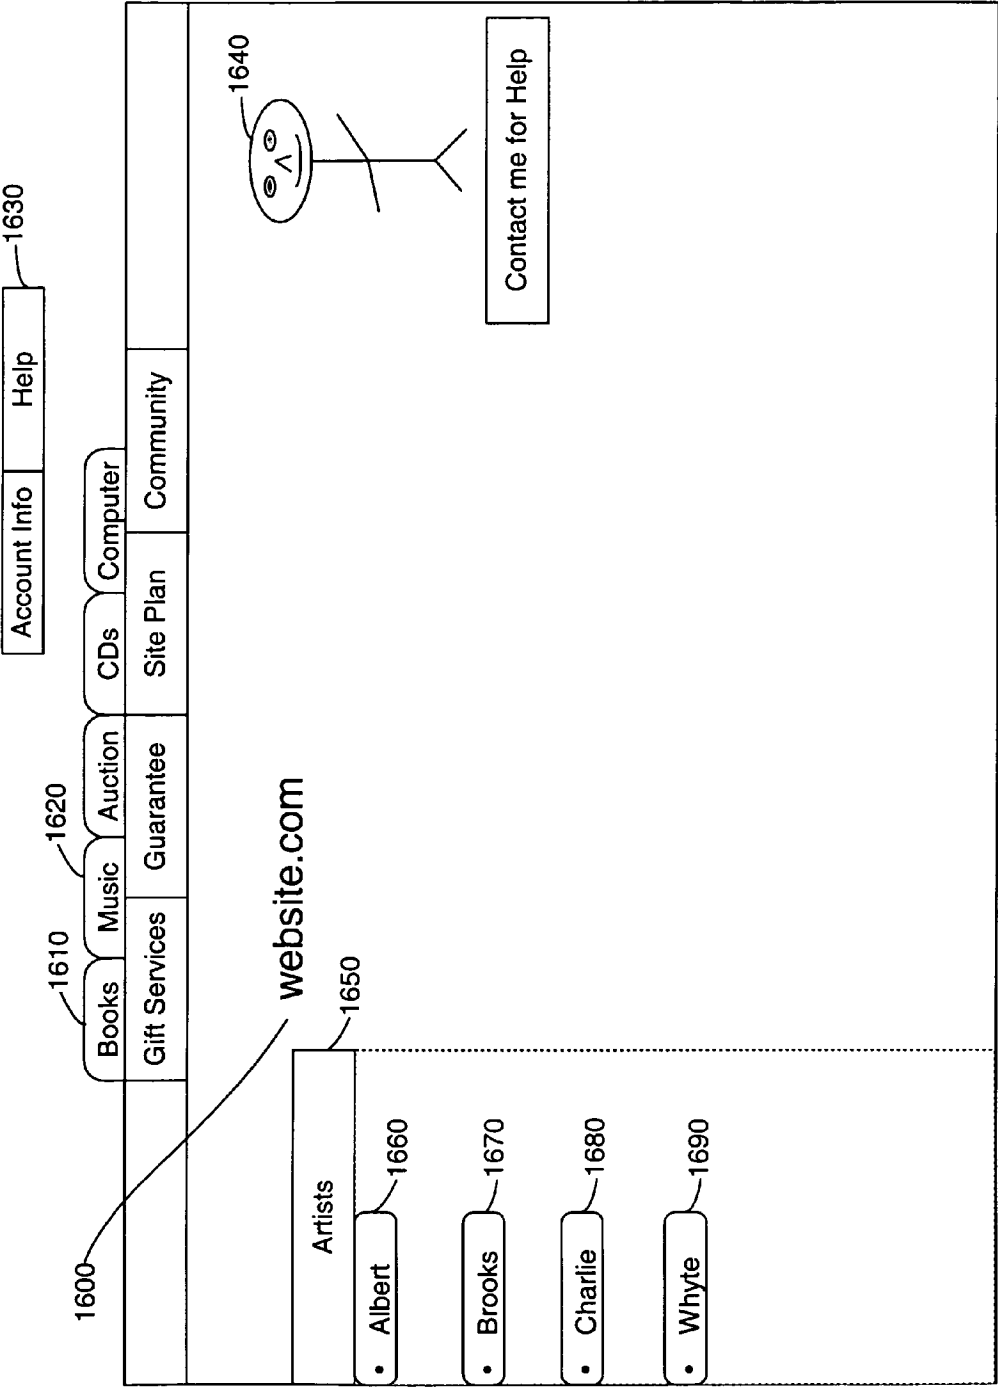 Account Info Help 1630
1610 1620
Books Music Auction CDs Computer
Gift Services Guarantee Site Plan Community
1600
website.com
1640
Contact me for Help
1650
Artists
• Albert 1660
• Brooks 1670
• Charlie 1680
• Whyte 1690